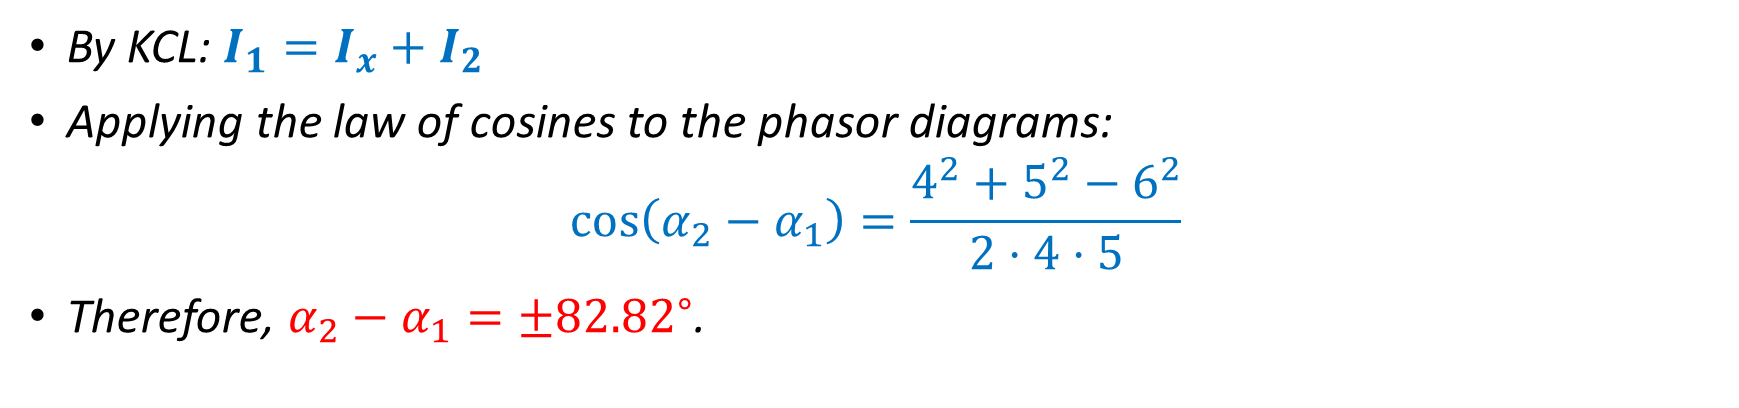 • By KCL: I₁ = Iₓ + I₂
• Applying the law of cosines to the phasor diagrams:
cos(α₂ − α₁) = (4² + 5² − 6²) / (2 · 4 · 5)
• Therefore, α₂ − α₁ = ±82.82°.